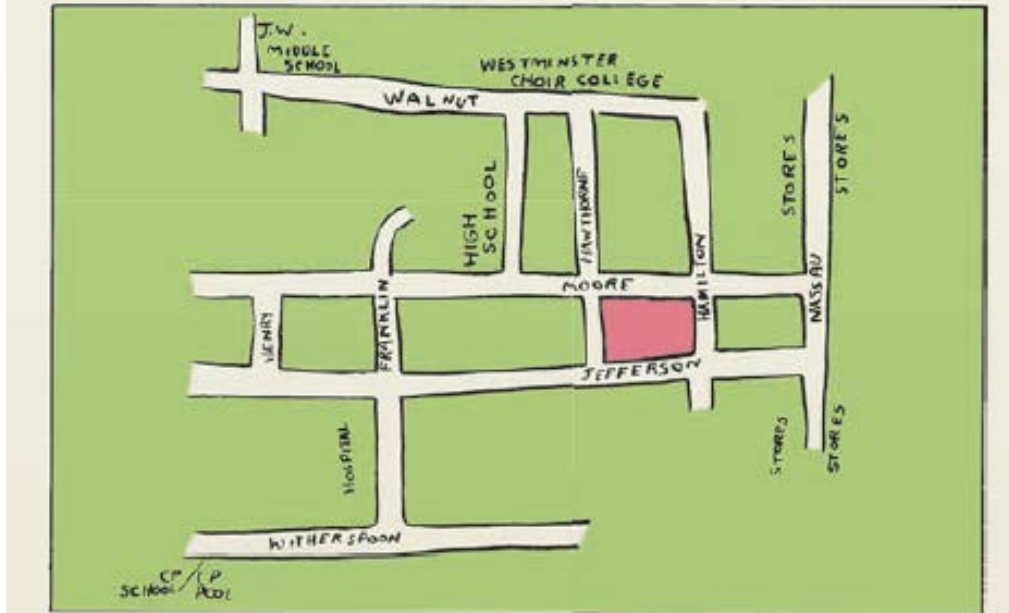 J.W.
MIDDLE
SCHOOL
WESTMINSTER
CHOIR COLLEGE
WALNUT
HIGH
SCHOOL
HAWTHORNE
STORES
STORES
MOORE
HAMILTON
NASSAU
HENRY
FRANKLIN
JEFFERSON
HOSPITAL
STORES
STORES
WITHERSPOON
CP
SCHOOL
CP
POOL